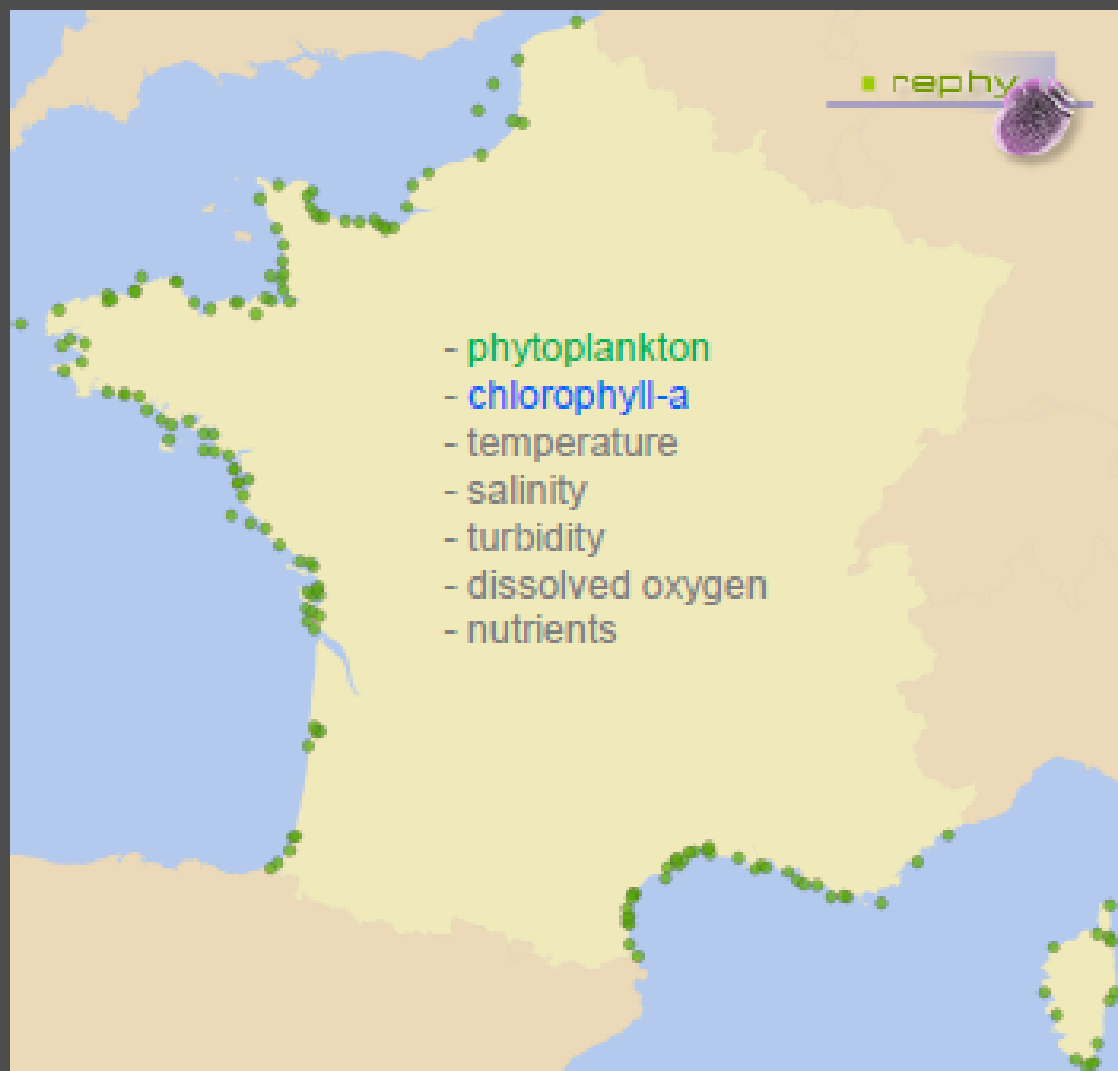 rephy
- phytoplankton
- chlorophyll-a
- temperature
- salinity
- turbidity
- dissolved oxygen
- nutrients